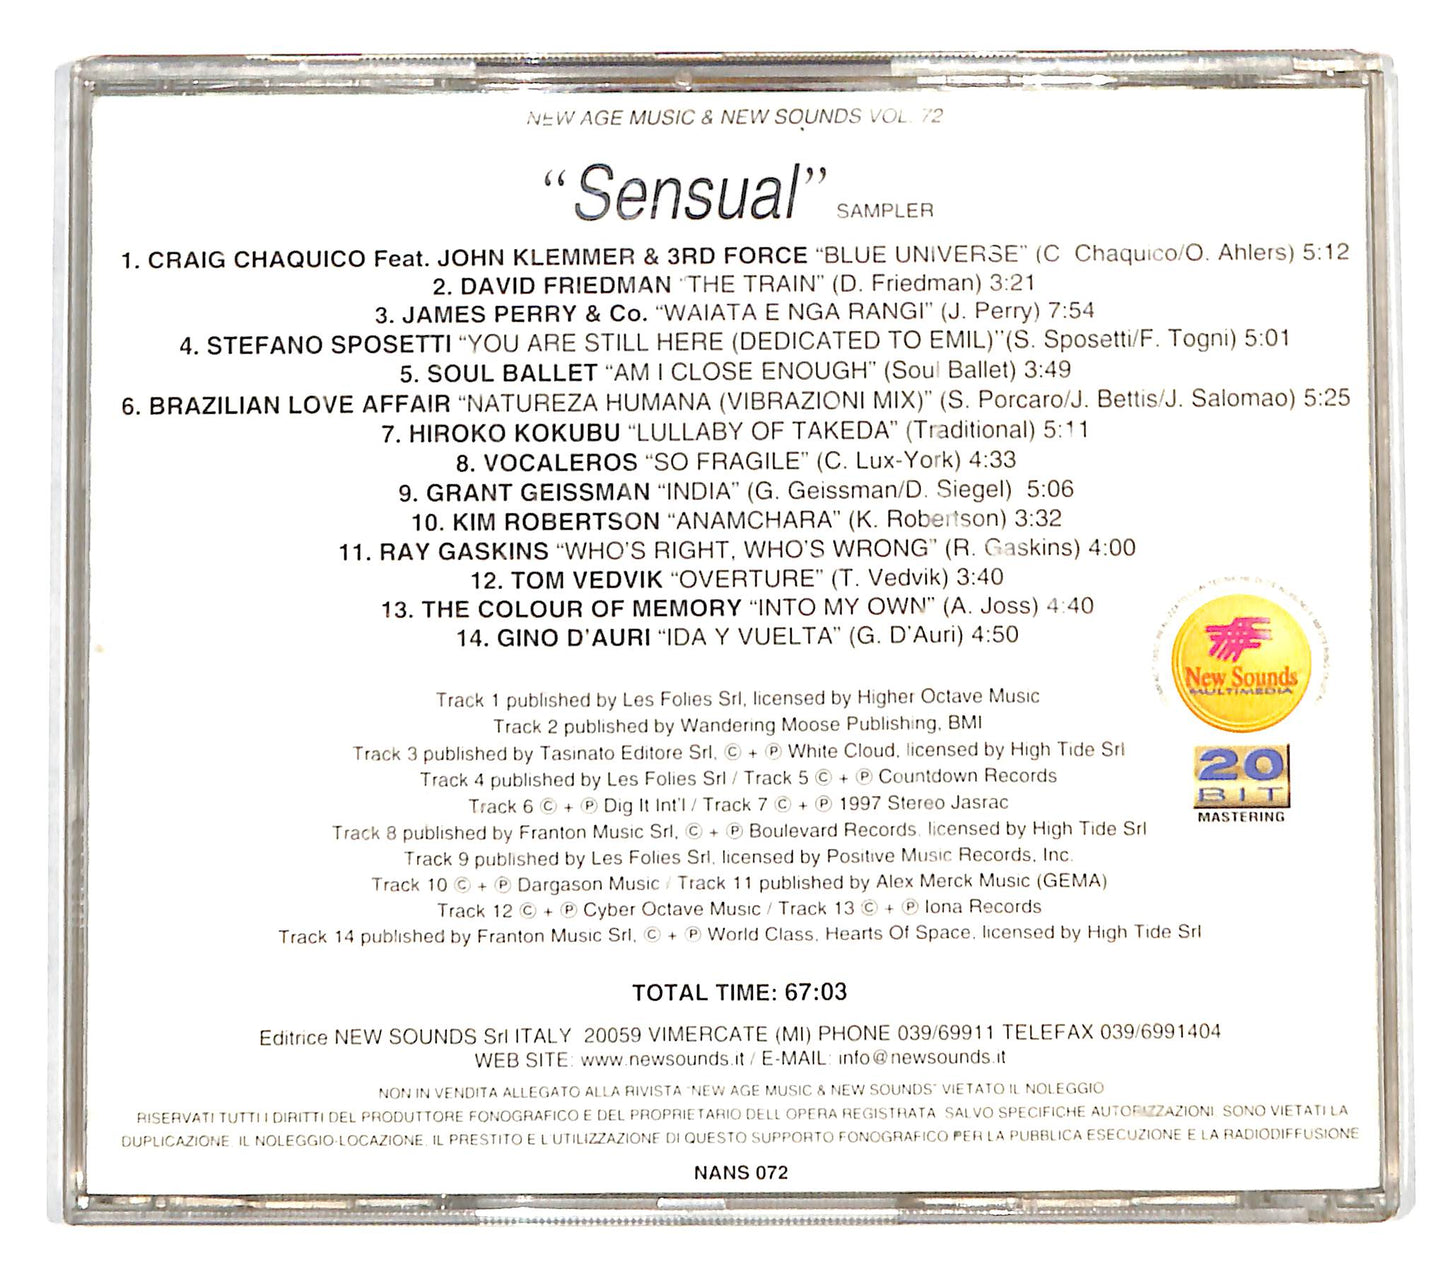 NEW AGE MUSIC & NEW SOUNDS VOL. 72
“Sensual” SAMPLER
1. CRAIG CHAQUICO Feat. JOHN KLEMMER & 3RD FORCE “BLUE UNIVERSE” (C Chaquico/O. Ahlers) 5:12
2. DAVID FRIEDMAN “THE TRAIN” (D. Friedman) 3:21
3. JAMES PERRY & Co. “WAIATA E NGA RANGI” (J. Perry) 7:54
4. STEFANO SPOSETTI “YOU ARE STILL HERE (DEDICATED TO EMIL)”(S. Sposetti/F. Togni) 5:01
5. SOUL BALLET “AM I CLOSE ENOUGH” (Soul Ballet) 3:49
6. BRAZILIAN LOVE AFFAIR “NATUREZA HUMANA (VIBRAZIONI MIX)” (S. Porcaro/J. Bettis/J. Salomao) 5:25
7. HIROKO KOKUBU “LULLABY OF TAKEDA” (Traditional) 5:11
8. VOCALEROS “SO FRAGILE” (C. Lux-York) 4:33
9. GRANT GEISSMAN “INDIA” (G. Geissman/D. Siegel) 5:06
10. KIM ROBERTSON “ANAMCHARA” (K. Robertson) 3:32
11. RAY GASKINS “WHO'S RIGHT, WHO'S WRONG” (R. Gaskins) 4:00
12. TOM VEDVIK “OVERTURE” (T. Vedvik) 3:40
13. THE COLOUR OF MEMORY “INTO MY OWN” (A. Joss) 4:40
14. GINO D'AURI “IDA Y VUELTA” (G. D'Auri) 4:50
Track 1 published by Les Folies Srl, licensed by Higher Octave Music
Track 2 published by Wandering Moose Publishing, BMI
Track 3 published by Tasinato Editore Srl, © + ℗ White Cloud, licensed by High Tide Srl
Track 4 published by Les Folies Srl / Track 5 © + ℗ Countdown Records
Track 6 © + ℗ Dig It Int'l / Track 7 © + ℗ 1997 Stereo Jasrac
Track 8 published by Franton Music Srl, © + ℗ Boulevard Records, licensed by High Tide Srl
Track 9 published by Les Folies Srl, licensed by Positive Music Records, Inc.
Track 10 © + ℗ Dargason Music / Track 11 published by Alex Merck Music (GEMA)
Track 12 © + ℗ Cyber Octave Music / Track 13 © + ℗ Iona Records
Track 14 published by Franton Music Srl, © + ℗ World Class, Hearts Of Space, licensed by High Tide Srl
New Sounds
MULTIMEDIA
20
BIT
MASTERING
TOTAL TIME: 67:03
Editrice NEW SOUNDS Srl ITALY 20059 VIMERCATE (MI) PHONE 039/69911 TELEFAX 039/6991404
WEB SITE: www.newsounds.it / E-MAIL: info@newsounds.it
NON IN VENDITA ALLEGATO ALLA RIVISTA “NEW AGE MUSIC & NEW SOUNDS” VIETATO IL NOLEGGIO
RISERVATI TUTTI I DIRITTI DEL PRODUTTORE FONOGRAFICO E DEL PROPRIETARIO DELL'OPERA REGISTRATA. SALVO SPECIFICHE AUTORIZZAZIONI, SONO VIETATI LA
DUPLICAZIONE, IL NOLEGGIO-LOCAZIONE, IL PRESTITO E L'UTILIZZAZIONE DI QUESTO SUPPORTO FONOGRAFICO PER LA PUBBLICA ESECUZIONE E LA RADIODIFFUSIONE
NANS 072